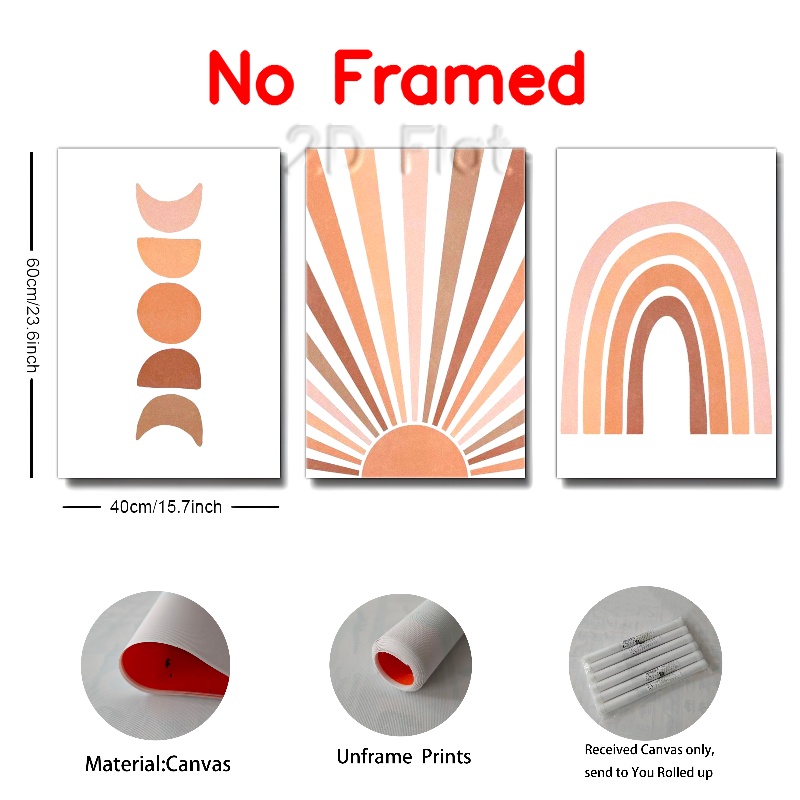 No Framed
2D Flat
60cm/23.6inch
40cm/15.7inch
Material:Canvas
Unframe Prints
Received Canvas only,
send to You Rolled up